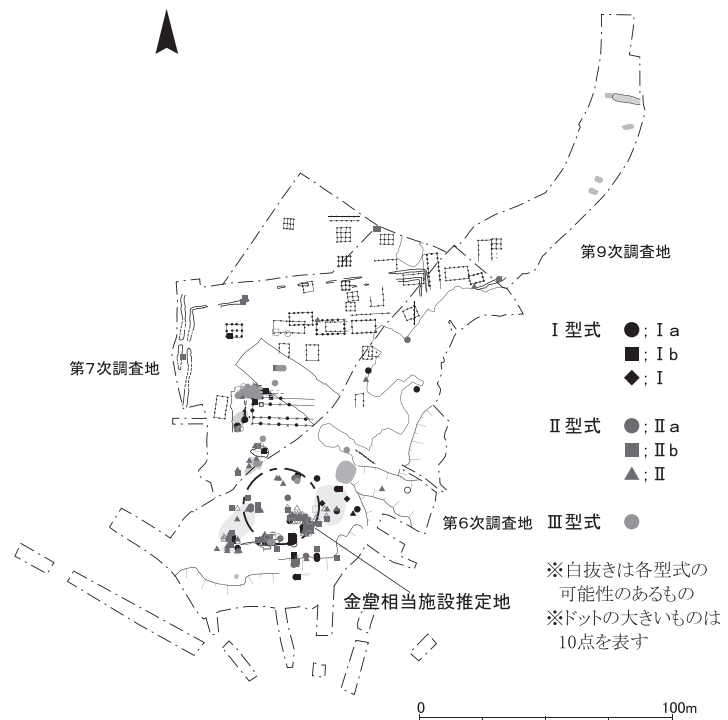 第9次調査地
Ⅰ型式 ●；Ⅰa
■；Ⅰb
◆；Ⅰ
第7次調査地
Ⅱ型式 ●；Ⅱa
■；Ⅱb
▲；Ⅱ
第6次調査地
Ⅲ型式 ●
※白抜きは各型式の
可能性のあるもの
※ドットの大きいものは
10点を表す
金堂相当施設推定地
0 100m